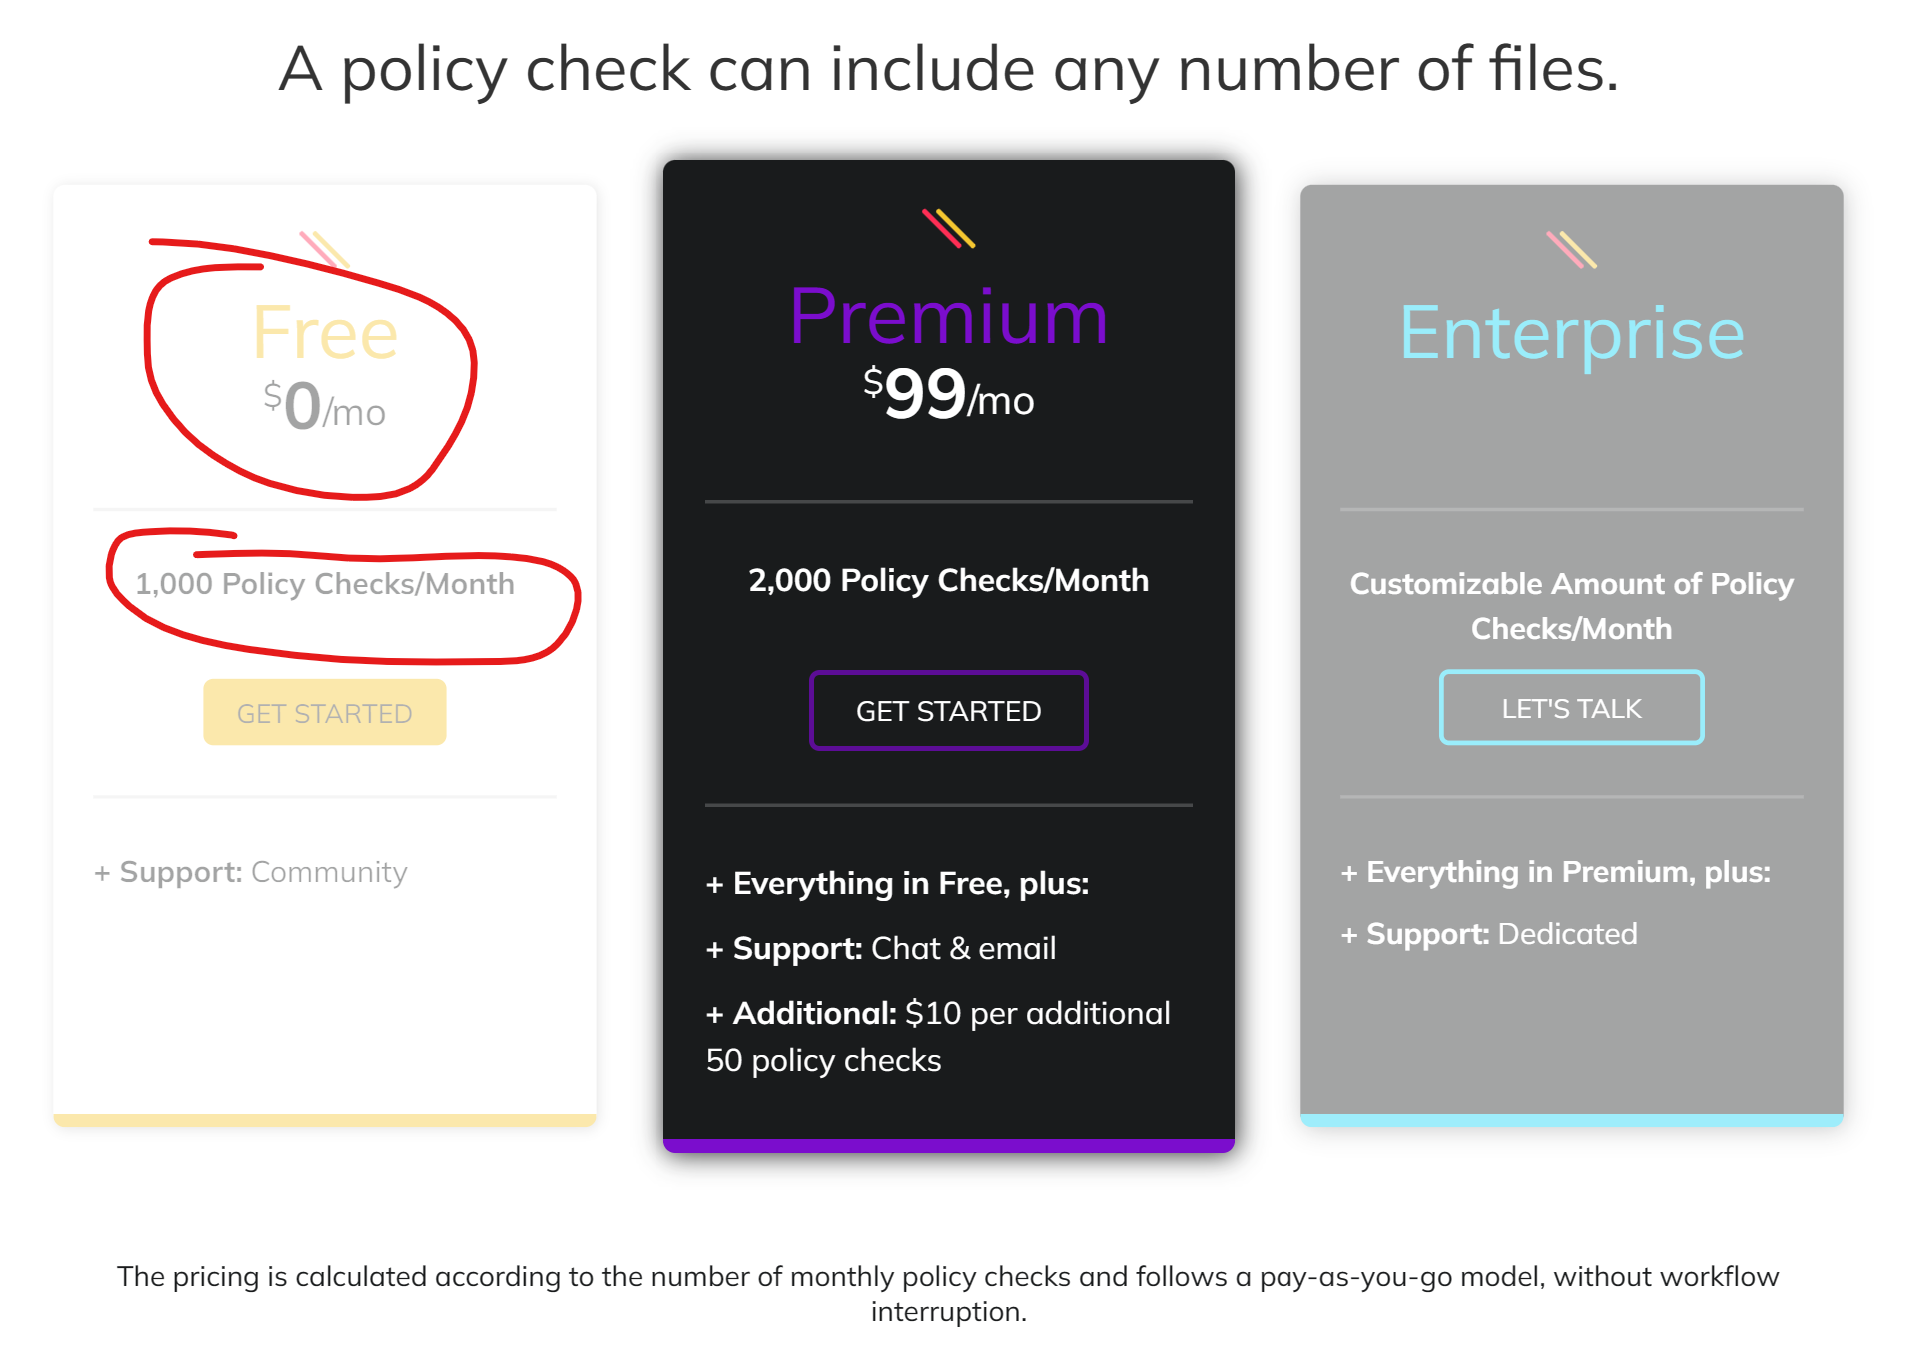 A policy check can include any number of files.
Free
$0/mo
1,000 Policy Checks/Month
GET STARTED
+ Support: Community
Premium
$99/mo
2,000 Policy Checks/Month
GET STARTED
+ Everything in Free, plus:
+ Support: Chat & email
+ Additional: $10 per additional
50 policy checks
Enterprise
Customizable Amount of Policy
Checks/Month
LET'S TALK
+ Everything in Premium, plus:
+ Support: Dedicated
The pricing is calculated according to the number of monthly policy checks and follows a pay-as-you-go model, without workflow
interruption.